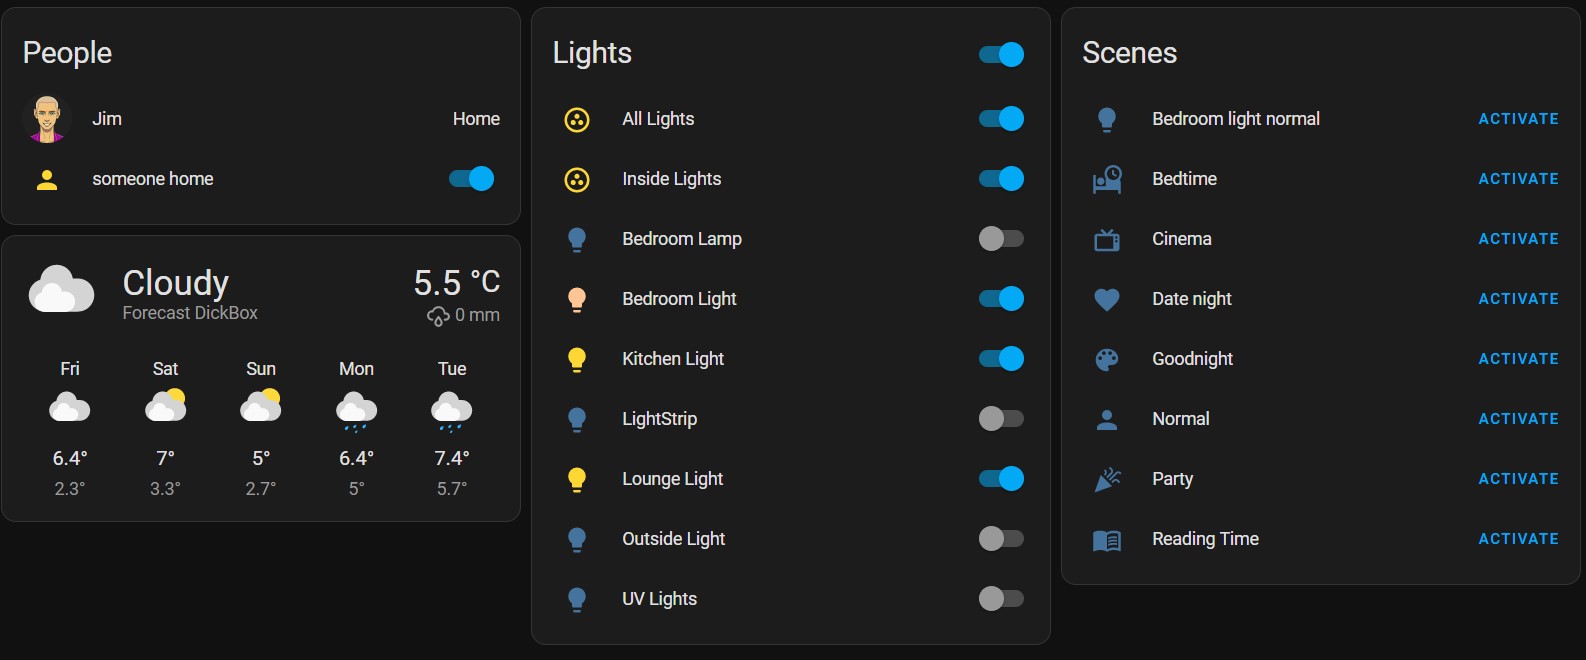 People
Jim Home
someone home
Cloudy 5.5 °C
Forecast DickBox 0 mm
Fri Sat Sun Mon Tue
6.4° 7° 5° 6.4° 7.4°
2.3° 3.3° 2.7° 5° 5.7°
Lights
All Lights
Inside Lights
Bedroom Lamp
Bedroom Light
Kitchen Light
LightStrip
Lounge Light
Outside Light
UV Lights
Scenes
Bedroom light normal ACTIVATE
Bedtime ACTIVATE
Cinema ACTIVATE
Date night ACTIVATE
Goodnight ACTIVATE
Normal ACTIVATE
Party ACTIVATE
Reading Time ACTIVATE